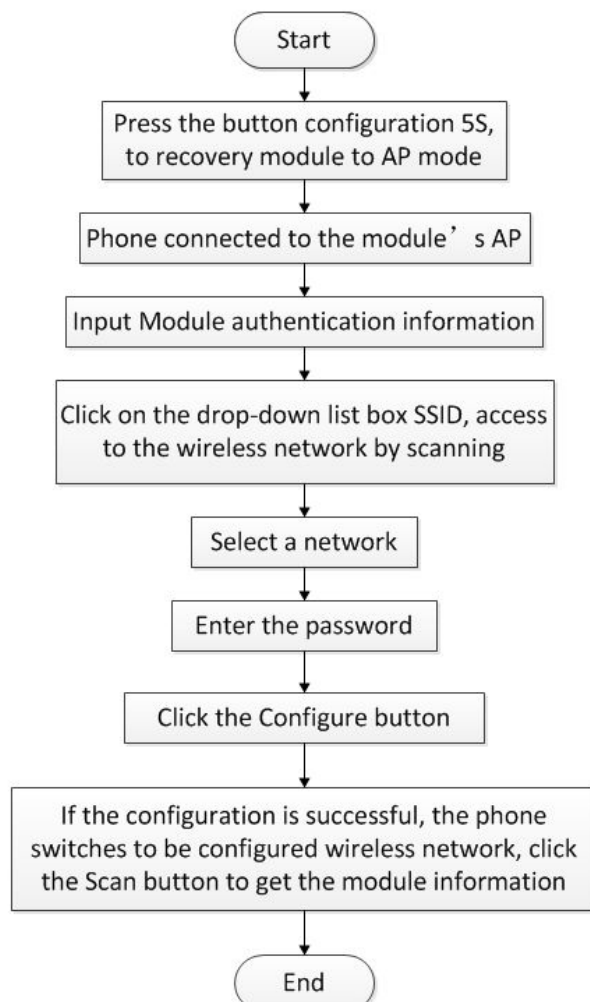 Start
Press the button configuration 5S,
to recovery module to AP mode
Phone connected to the module’s AP
Input Module authentication information
Click on the drop-down list box SSID, access
to the wireless network by scanning
Select a network
Enter the password
Click the Configure button
If the configuration is successful, the phone
switches to be configured wireless network, click
the Scan button to get the module information
End